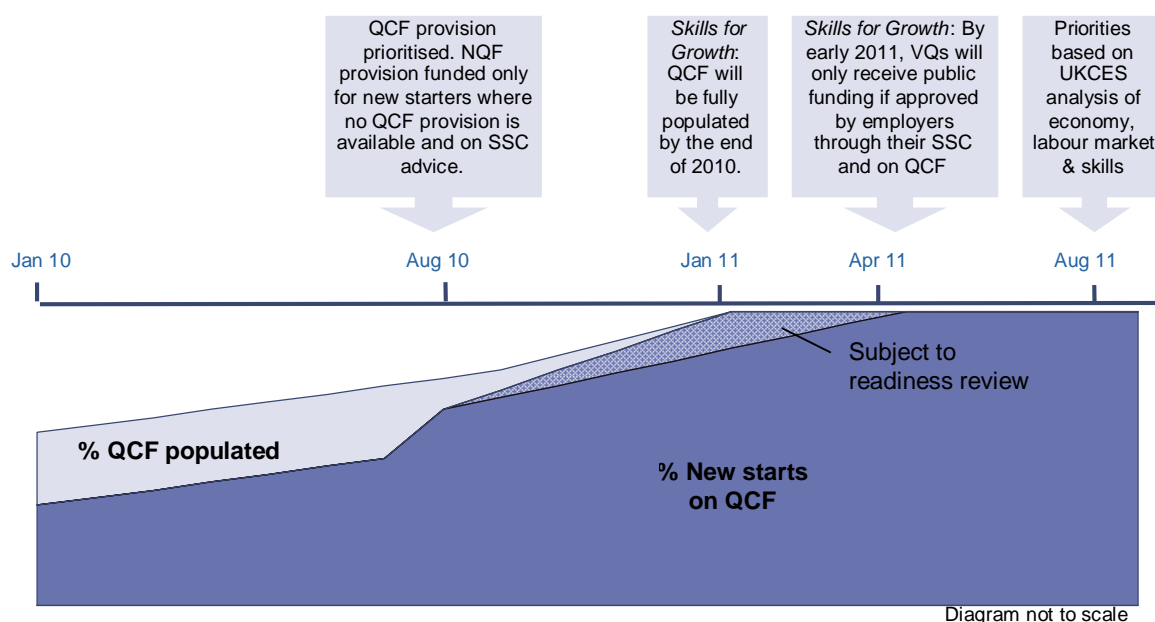 QCF provision
prioritised. NQF
provision funded only
for new starters where
no QCF provision is
available and on SSC
advice.
Skills for
Growth:
QCF will
be fully
populated
by the end
of 2010.
Skills for Growth: By
early 2011, VQs will
only receive public
funding if approved
by employers
through their SSC
and on QCF
Priorities
based on
UKCES
analysis of
economy,
labour market
& skills
Jan 10
Aug 10
Jan 11
Apr 11
Aug 11
Subject to
readiness review
% QCF populated
% New starts
on QCF
Diagram not to scale